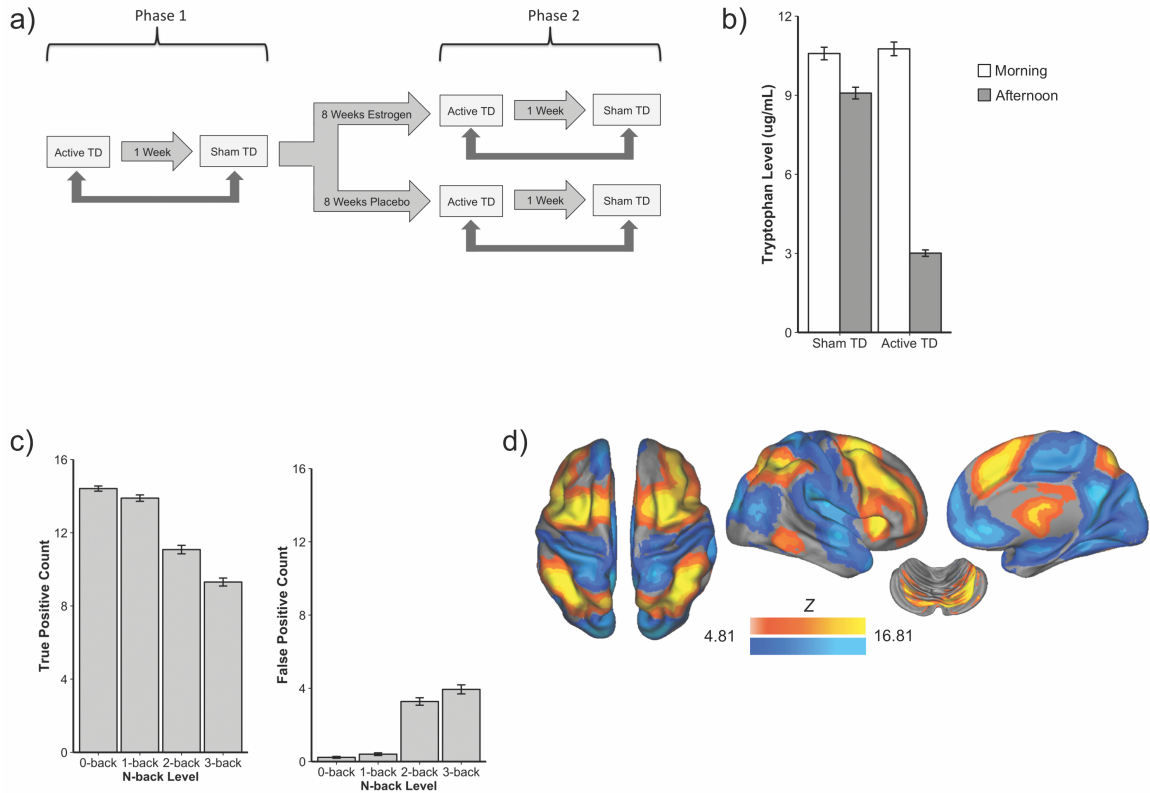 a)
Phase 1
Phase 2
Active TD
1 Week
Sham TD
8 Weeks Estrogen
Active TD
1 Week
Sham TD
8 Weeks Placebo
Active TD
1 Week
Sham TD
b)
Tryptophan Level (ug/mL)
12
9
6
3
0
Sham TD
Active TD
Morning
Afternoon
c)
True Positive Count
16
12
8
4
0
0-back
1-back
2-back
3-back
N-back Level
False Positive Count
16
12
8
4
0
0-back
1-back
2-back
3-back
N-back Level
d)
Z
4.81
16.81